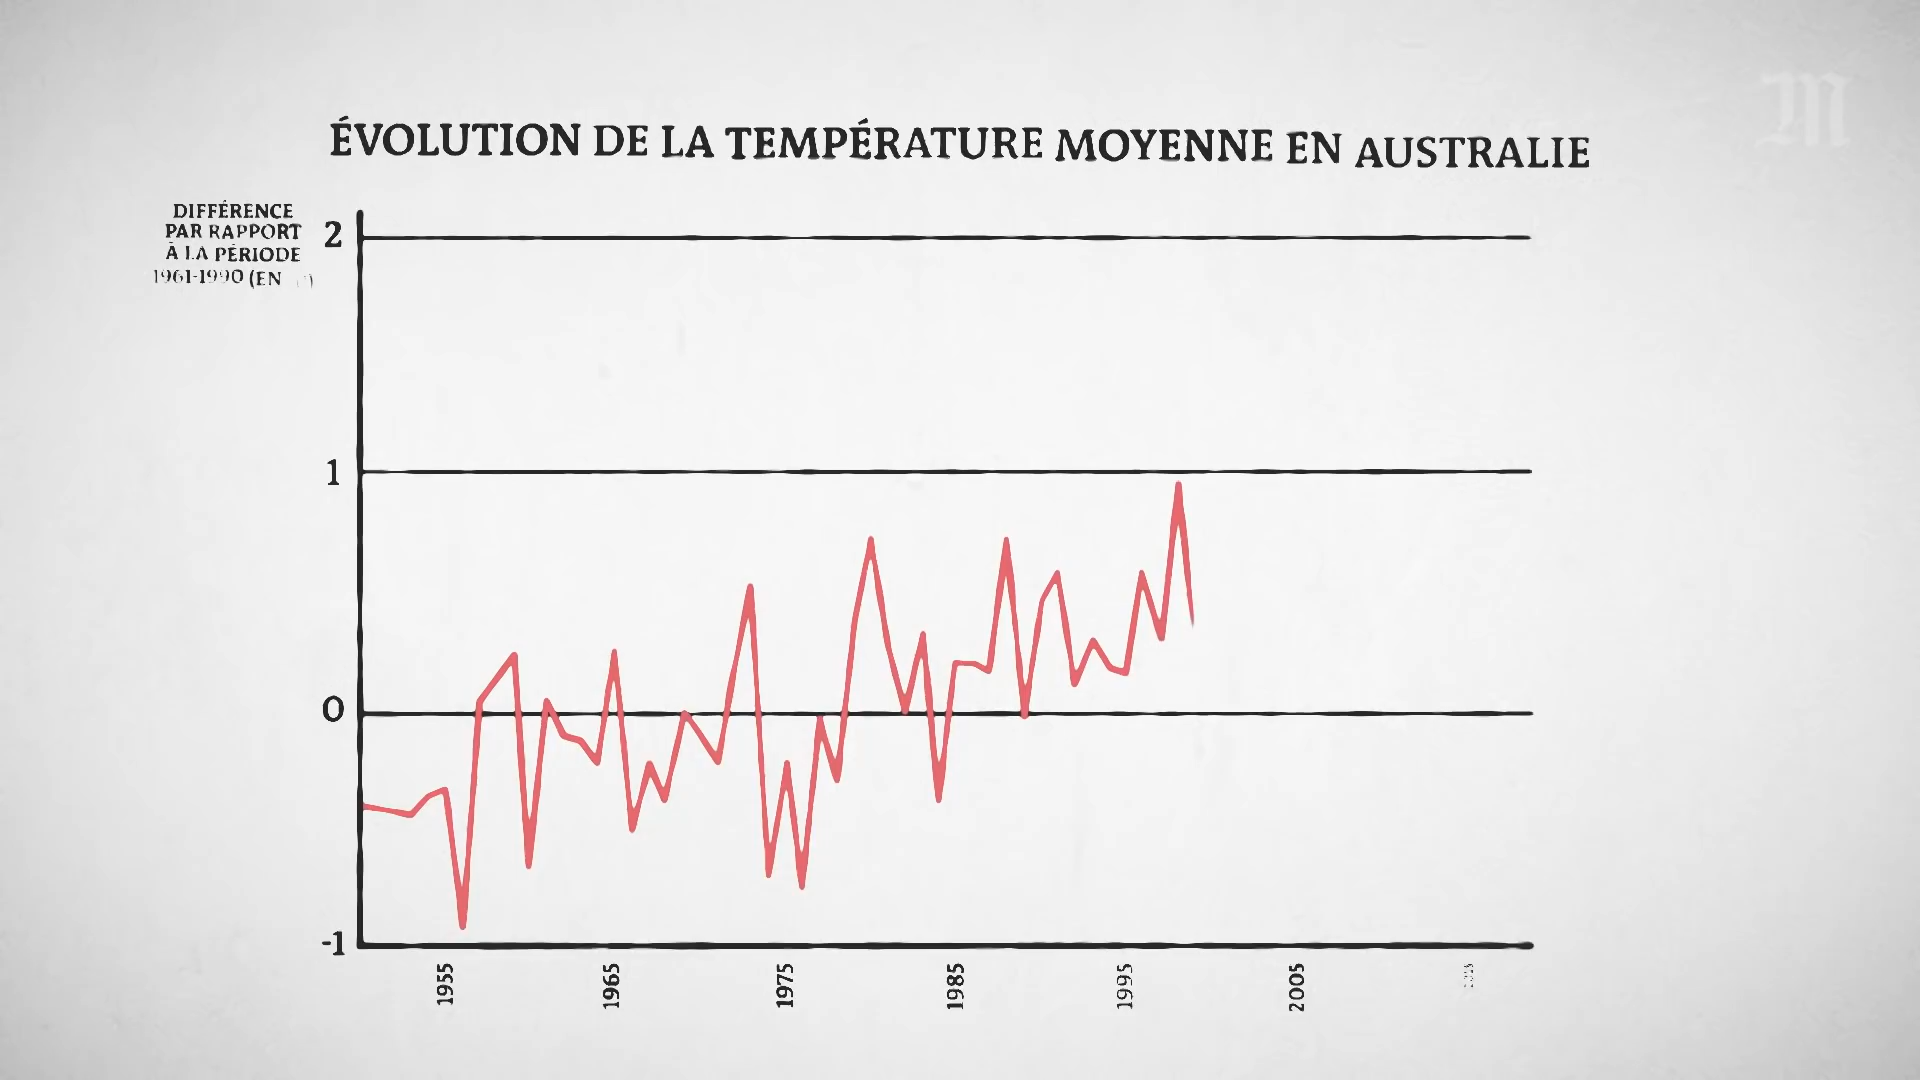 ÉVOLUTION DE LA TEMPÉRATURE MOYENNE EN AUSTRALIE
DIFFÉRENCE
PAR RAPPORT
À LA PÉRIODE
1961-1990 (EN
2
1
0
-1
1955
1965
1975
1985
1995
2005
M